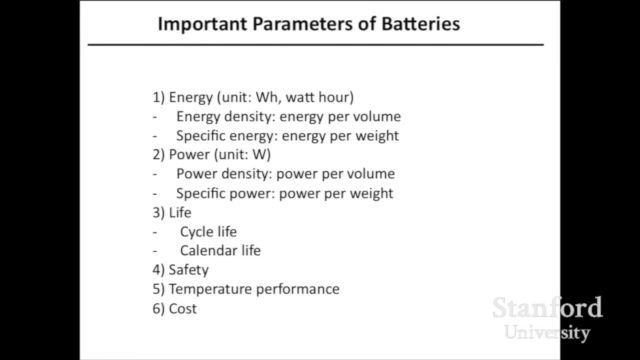 Important Parameters of Batteries
1) Energy (unit: Wh, watt hour)
- Energy density: energy per volume
- Specific energy: energy per weight
2) Power (unit: W)
- Power density: power per volume
- Specific power: power per weight
3) Life
- Cycle life
- Calendar life
4) Safety
5) Temperature performance
6) Cost
Stanford
University